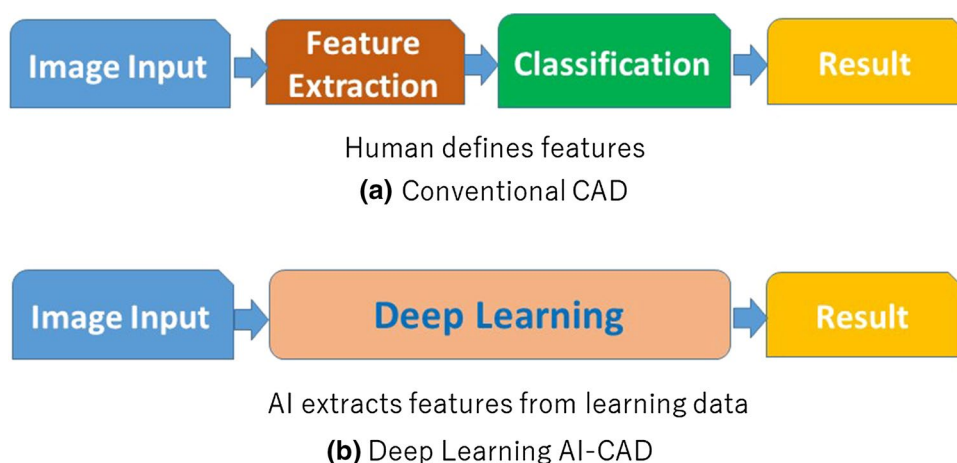 Image Input
Feature
Extraction
Classification
Result
Human defines features
(a) Conventional CAD
Image Input
Deep Learning
Result
AI extracts features from learning data
(b) Deep Learning AI-CAD